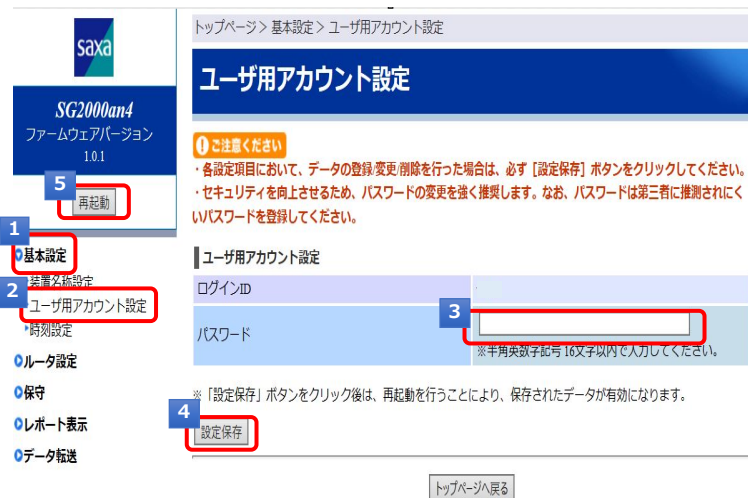 トップページ > 基本設定 > ユーザ用アカウント設定
saxa
ユーザ用アカウント設定
SG2000an4
ファームウェアバージョン
1.0.1
5
再起動
ご注意ください
・各設定項目において、データの登録/変更/削除を行った場合は、必ず［設定保存］ボタンをクリックしてください。
・セキュリティを向上させるため、パスワードの変更を強く推奨します。なお、パスワードは第三者に推測されにく
いパスワードを登録してください。
1
基本設定
装置名称設定
2
ユーザ用アカウント設定
時刻設定
ルータ設定
保守
レポート表示
データ転送
ユーザ用アカウント設定
ログインID
パスワード
3
※半角英数字記号 16文字以内で入力してください。
※「設定保存」ボタンをクリック後は、再起動を行うことにより、保存されたデータが有効になります。
4
設定保存
トップページへ戻る